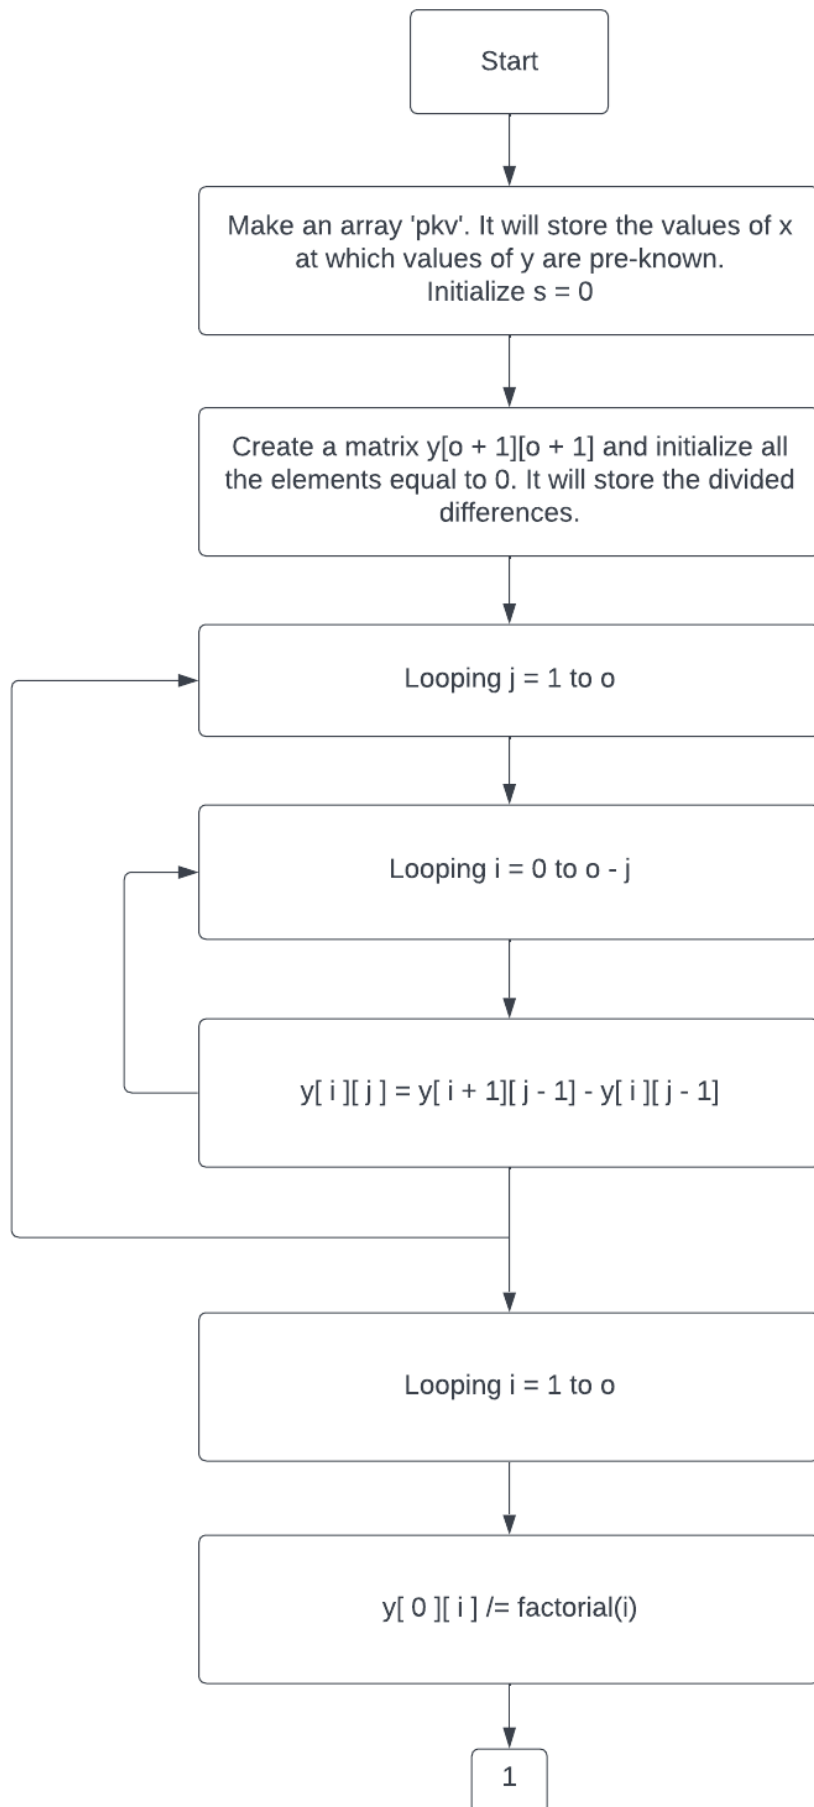 Start
Make an array 'pkv'. It will store the values of x
at which values of y are pre-known.
Initialize s = 0
Create a matrix y[o + 1][o + 1] and initialize all
the elements equal to 0. It will store the divided
differences.
Looping j = 1 to o
Looping i = 0 to o - j
y[ i ][ j ] = y[ i + 1][ j - 1] - y[ i ][ j - 1]
Looping i = 1 to o
y[ 0 ][ i ] /= factorial(i)
1